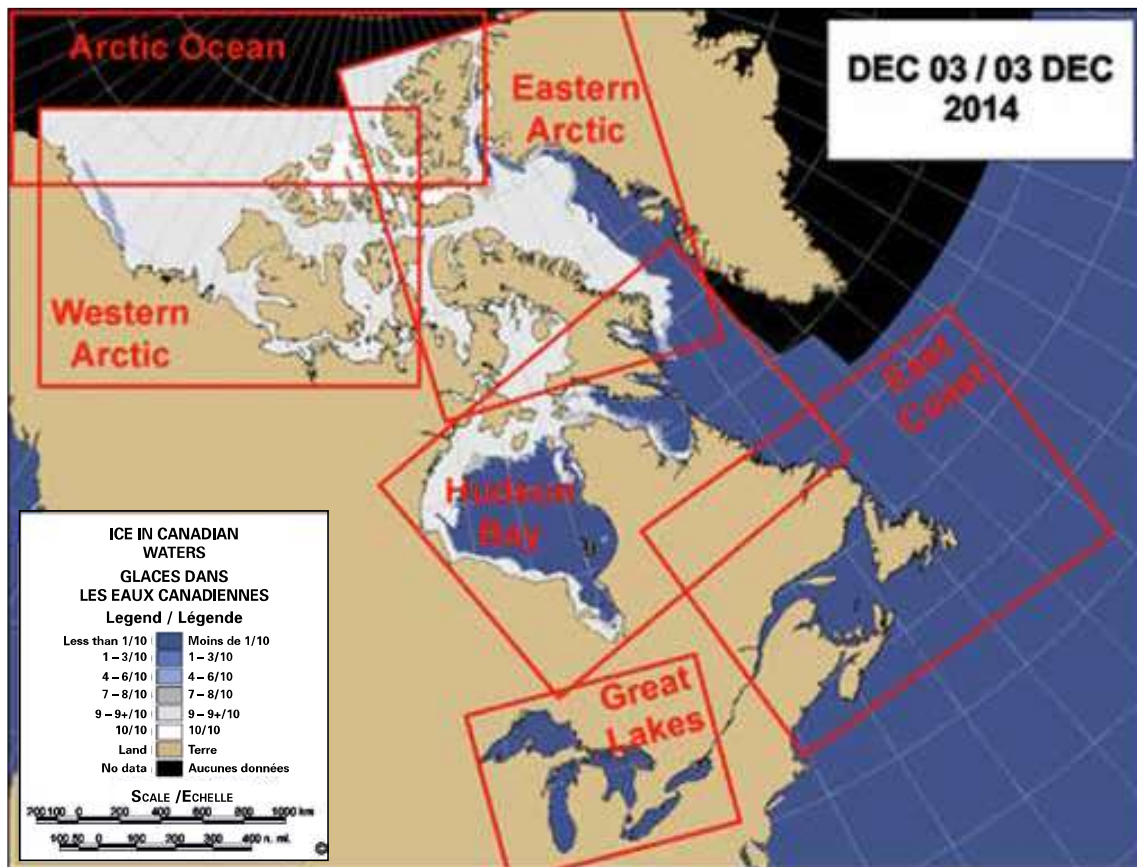 Arctic Ocean
Eastern
Arctic
DEC 03 / 03 DEC
2014
Western
Arctic
East
Coast
Hudson
Bay
Great
Lakes
ICE IN CANADIAN
WATERS
GLACES DANS
LES EAUX CANADIENNES
Legend / Légende
Less than 1/10 Moins de 1/10
1 – 3/10 1 – 3/10
4 – 6/10 4 – 6/10
7 – 8/10 7 – 8/10
9 – 9+/10 9 – 9+/10
10/10 10/10
Land Terre
No data Aucunes données
SCALE /ECHELLE
200 100 0 200 400 600 800 1000 km
100 50 0 100 200 300 400 n. mi.
©